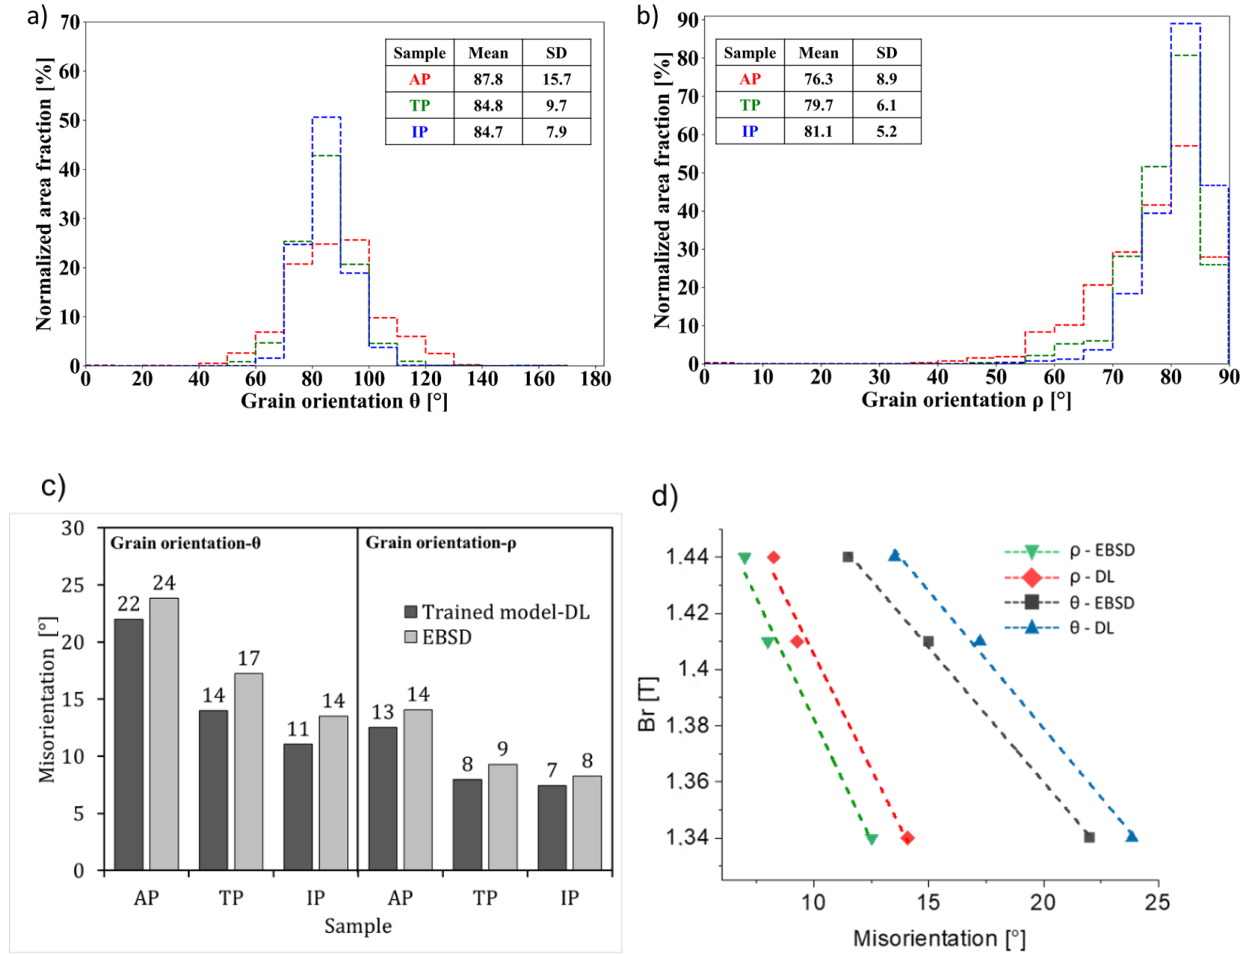 a)
Normalized area fraction [%]
70
60
50
40
30
20
10
0
Sample Mean SD
AP 87.8 15.7
TP 84.8 9.7
IP 84.7 7.9
0 20 40 60 80 100 120 140 160 180
Grain orientation θ [°]
b)
Normalized area fraction [%]
90
80
70
60
50
40
30
20
10
0
Sample Mean SD
AP 76.3 8.9
TP 79.7 6.1
IP 81.1 5.2
0 10 20 30 40 50 60 70 80 90
Grain orientation ρ [°]
c)
Misorientation [°]
30
25
20
15
10
5
0
Grain orientation-θ
Grain orientation-ρ
Trained model-DL
EBSD
22 24 14 17 11 14 13 14 8 9 7 8
AP TP IP AP TP IP
Sample
d)
Br [T]
1.44
1.42
1.4
1.38
1.36
1.34
ρ - EBSD
ρ - DL
θ - EBSD
θ - DL
10 15 20 25
Misorientation [°]